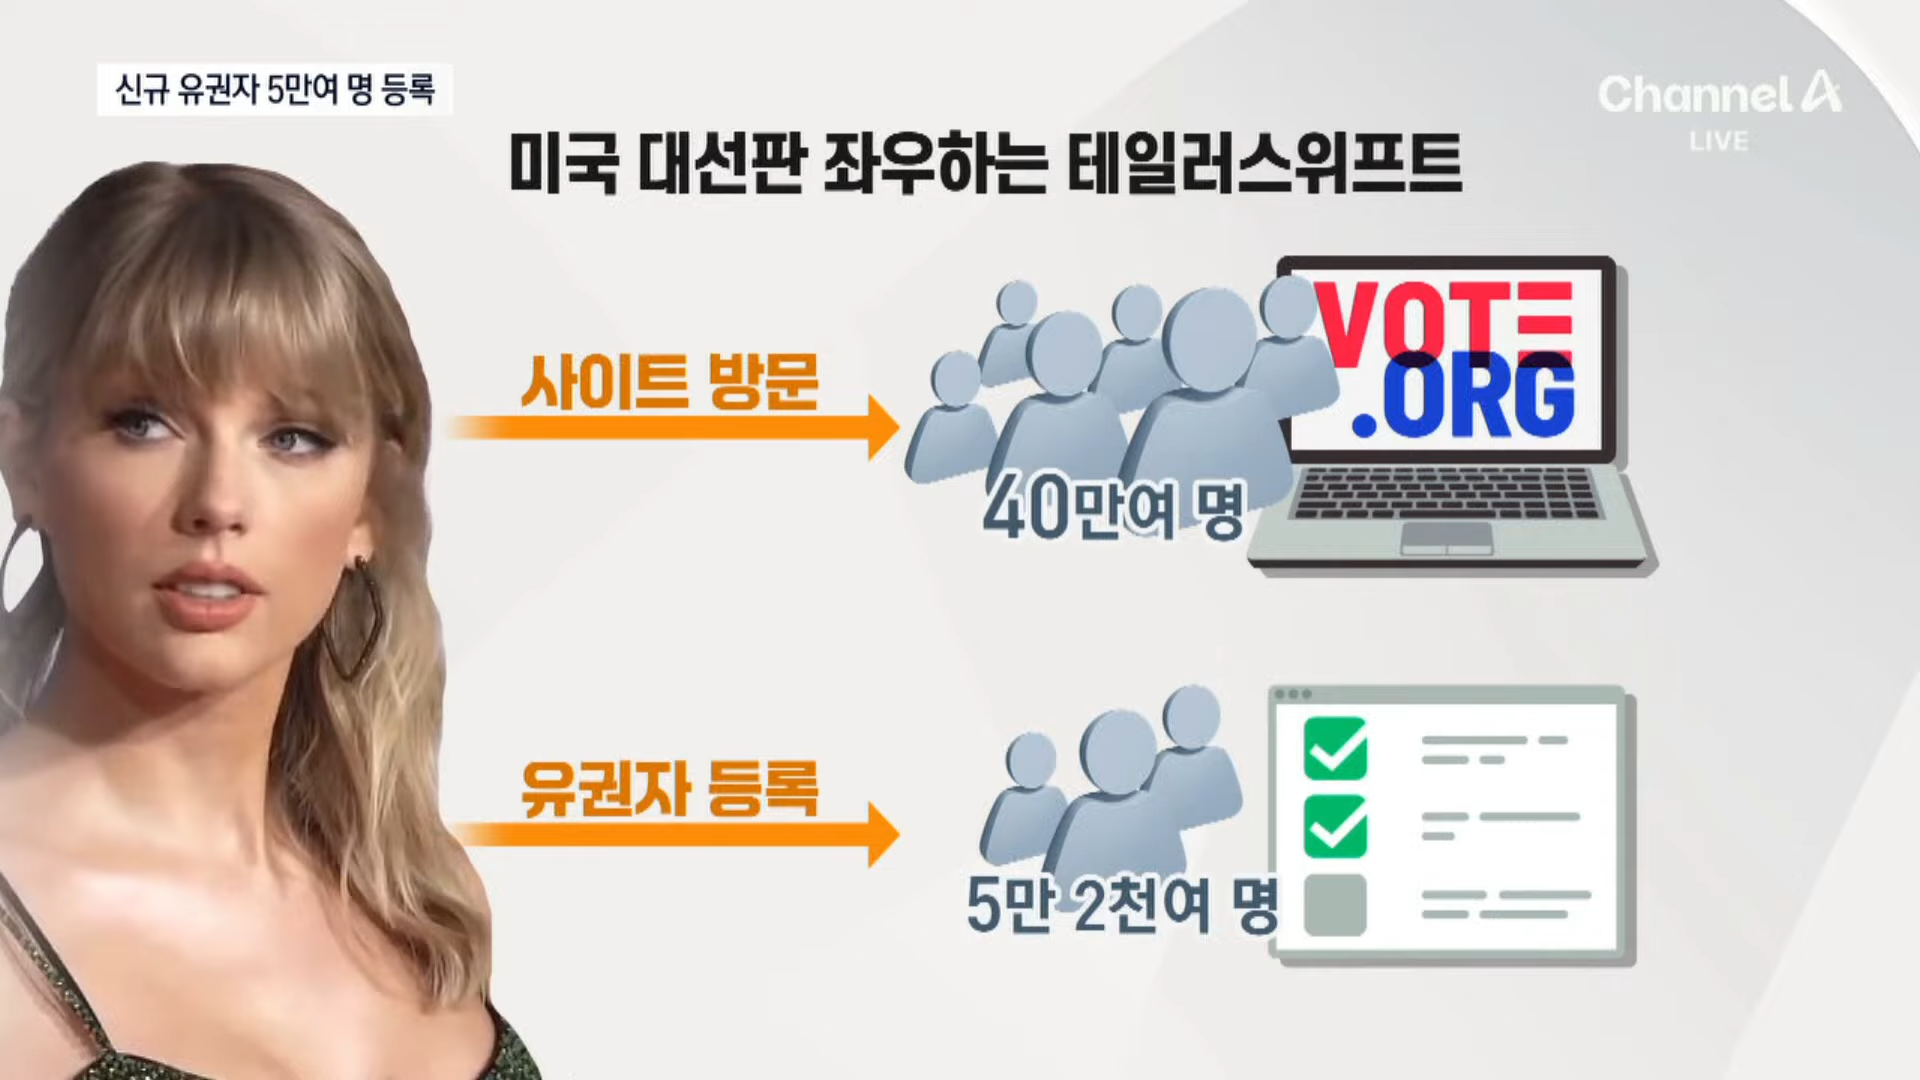 신규 유권자 5만여 명 등록
Channel A
LIVE
미국 대선판 좌우하는 테일러스위프트
사이트 방문
VOTE
.ORG
40만여 명
유권자 등록
5만 2천여 명